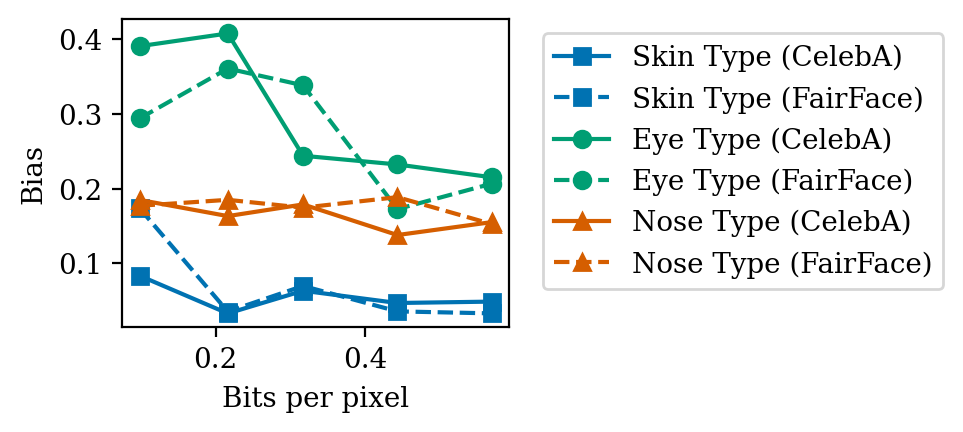 0.4
0.3
0.2
0.1
Bias
0.2
0.4
Bits per pixel
Skin Type (CelebA)
Skin Type (FairFace)
Eye Type (CelebA)
Eye Type (FairFace)
Nose Type (CelebA)
Nose Type (FairFace)